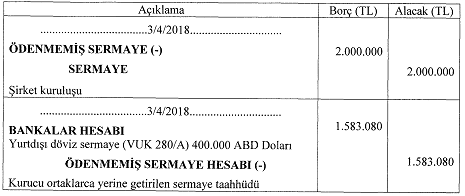 Açıklama Borç (TL) Alacak (TL)
..............................3/4/2018..............................
ÖDENMEMİŞ SERMAYE (-) 2.000.000
SERMAYE 2.000.000
Şirket kuruluşu
..............................3/4/2018..............................
BANKALAR HESABI 1.583.080
Yurtdışı döviz sermaye (VUK 280/A) 400.000 ABD Doları
ÖDENMEMİŞ SERMAYE HESABI (-) 1.583.080
Kurucu ortaklarca yerine getirilen sermaye taahhüdü